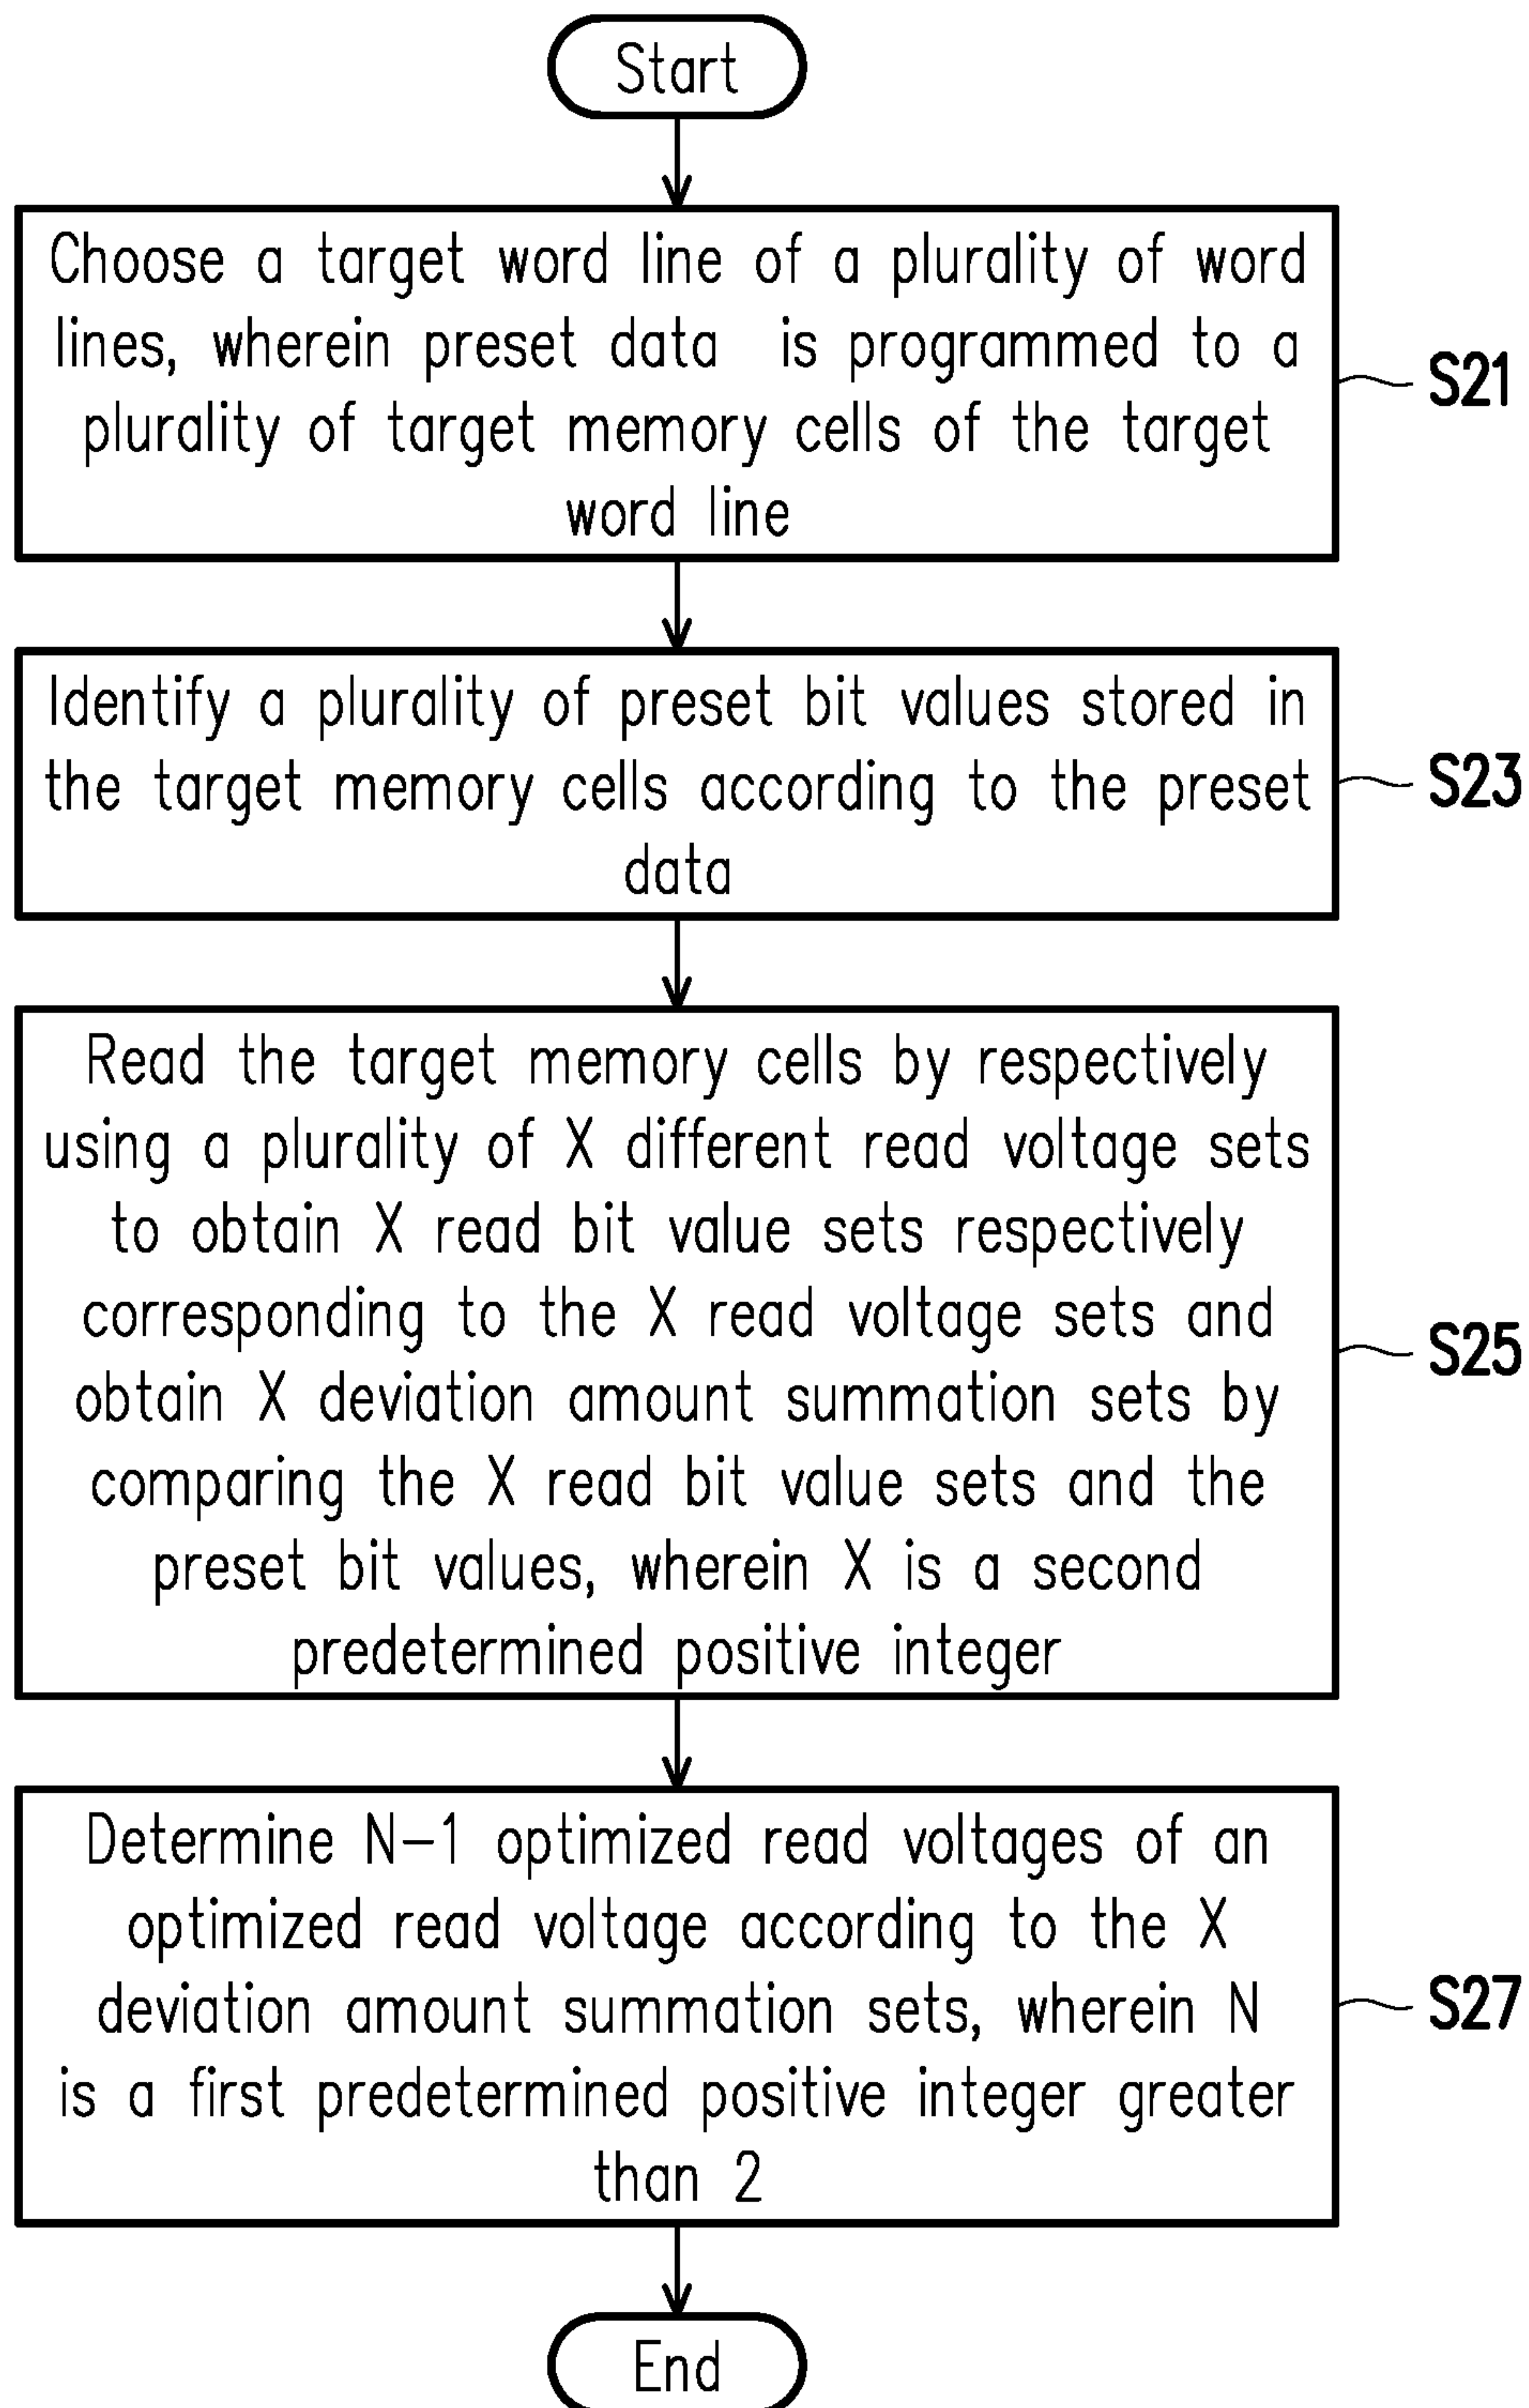 Start
Choose a target word line of a plurality of word
lines, wherein preset data is programmed to a
plurality of target memory cells of the target
word line
S21
Identify a plurality of preset bit values stored in
the target memory cells according to the preset
data
S23
Read the target memory cells by respectively
using a plurality of X different read voltage sets
to obtain X read bit value sets respectively
corresponding to the X read voltage sets and
obtain X deviation amount summation sets by
comparing the X read bit value sets and the
preset bit values, wherein X is a second
predetermined positive integer
S25
Determine N-1 optimized read voltages of an
optimized read voltage according to the X
deviation amount summation sets, wherein N
is a first predetermined positive integer greater
than 2
S27
End